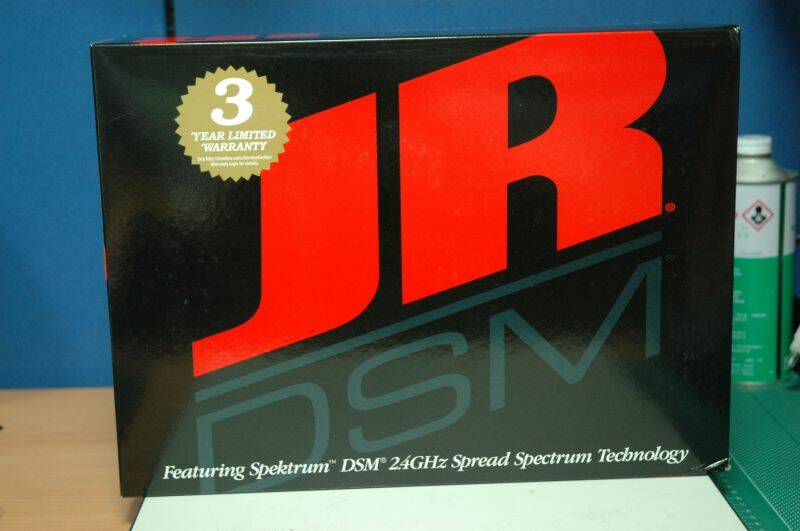 3
YEAR LIMITED
WARRANTY
JR®
DSM®
Featuring Spektrum™ DSM® 2.4GHz Spread Spectrum Technology